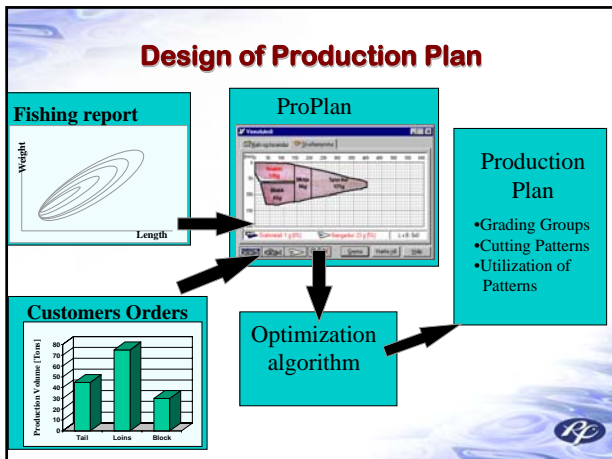 Design of Production Plan
Fishing report
Weight
Length
ProPlan
Production
Plan
•Grading Groups
•Cutting Patterns
•Utilization of
Patterns
Customers Orders
Production Volume [Tons]
80
70
60
50
40
30
20
10
0
Tail
Loins
Block
Optimization
algorithm